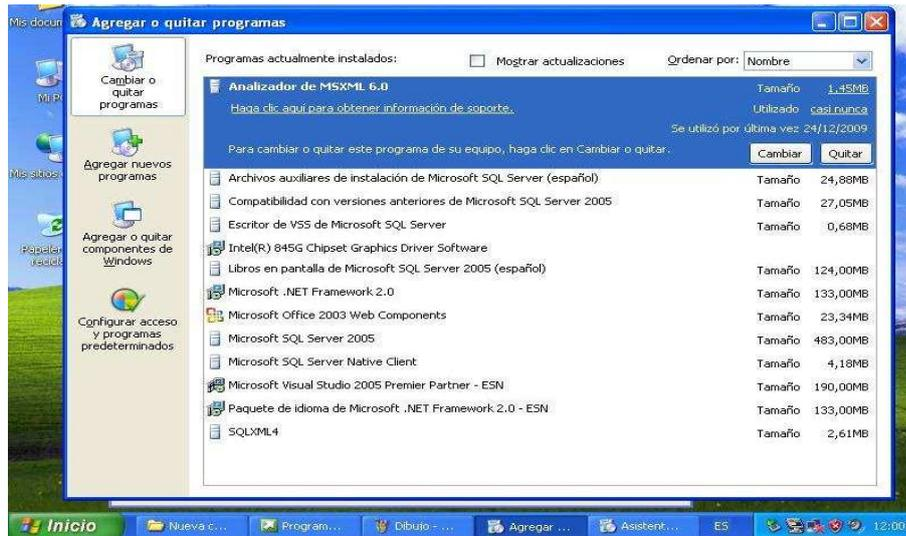 Mis docum
Agregar o quitar programas
Cambiar o
quitar
programas
Programas actualmente instalados:
Mostrar actualizaciones
Ordenar por: Nombre
Mi P
Analizador de MSXML 6.0
Tamaño 1,45MB
Haga clic aquí para obtener información de soporte.
Utilizado casi nunca
Se utilizó por última vez 24/12/2009
Para cambiar o quitar este programa de su equipo, haga clic en Cambiar o quitar.
Cambiar Quitar
Agregar nuevos
programas
Mis sitios
Archivos auxiliares de instalación de Microsoft SQL Server (español) Tamaño 24,88MB
Compatibilidad con versiones anteriores de Microsoft SQL Server 2005 Tamaño 27,05MB
Escritor de VSS de Microsoft SQL Server Tamaño 0,68MB
Agregar o quitar
componentes de
Windows
Papeler
recicla
Intel(R) 845G Chipset Graphics Driver Software
Libros en pantalla de Microsoft SQL Server 2005 (español) Tamaño 124,00MB
Microsoft .NET Framework 2.0 Tamaño 133,00MB
Microsoft Office 2003 Web Components Tamaño 23,34MB
Configurar acceso
y programas
predeterminados
Microsoft SQL Server 2005 Tamaño 483,00MB
Microsoft SQL Server Native Client Tamaño 4,18MB
Microsoft Visual Studio 2005 Premier Partner - ESN Tamaño 190,00MB
Paquete de idioma de Microsoft .NET Framework 2.0 - ESN Tamaño 133,00MB
SQLXML4 Tamaño 2,61MB
Inicio Nueva c... Program... Dibujo - ... Agregar ... Asistent... ES 12:00